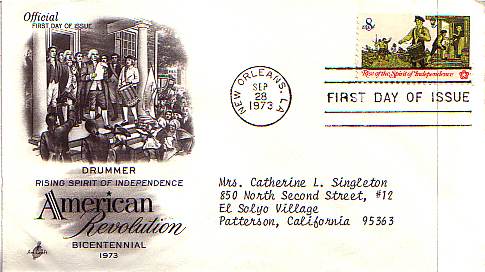 Official
FIRST DAY OF ISSUE
DRUMMER
RISING SPIRIT OF INDEPENDENCE
American
Revolution
BICENTENNIAL
1973
NEW ORLEANS, LA
SEP
28
1973
8
Rise of the Spirit of Independence
FIRST DAY OF ISSUE
Mrs. Catherine L. Singleton
850 North Second Street, #12
El Solyo Village
Patterson, California 95363